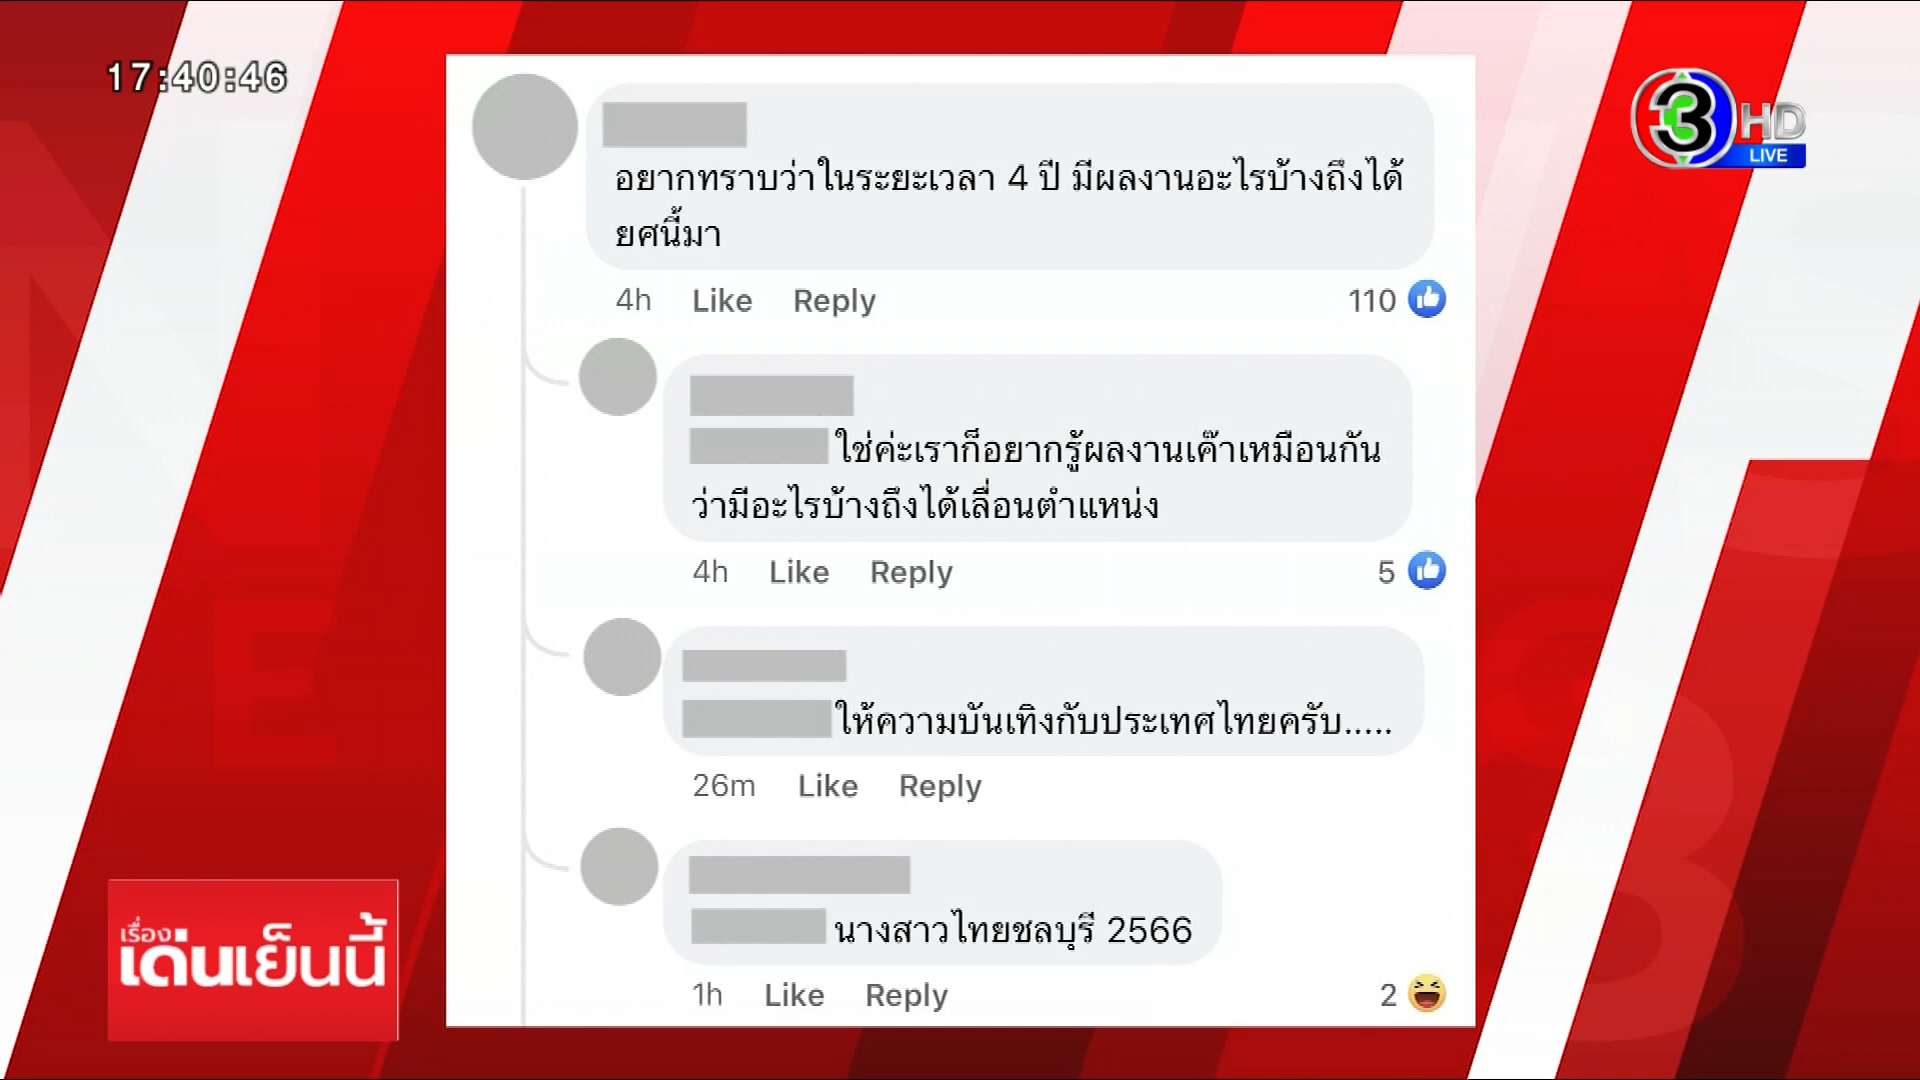 17:40:46
3 HD
LIVE
อยากทราบว่าในระยะเวลา 4 ปี มีผลงานอะไรบ้างถึงได้
ยศนี้มา
4h Like Reply 110
ใช่ค่ะเราก็อยากรู้ผลงานเค๊าเหมือนกัน
ว่ามีอะไรบ้างถึงได้เลื่อนตำแหน่ง
4h Like Reply 5
ให้ความบันเทิงกับประเทศไทยครับ.....
26m Like Reply
นางสาวไทยชลบุรี 2566
1h Like Reply 2
เรื่อง
เด่นเย็นนี้